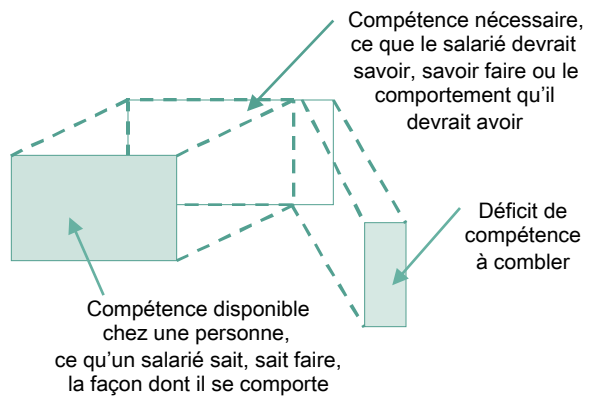 Compétence nécessaire,
ce que le salarié devrait
savoir, savoir faire ou le
comportement qu'il
devrait avoir
Déficit de
compétence
à combler
Compétence disponible
chez une personne,
ce qu'un salarié sait, sait faire,
la façon dont il se comporte